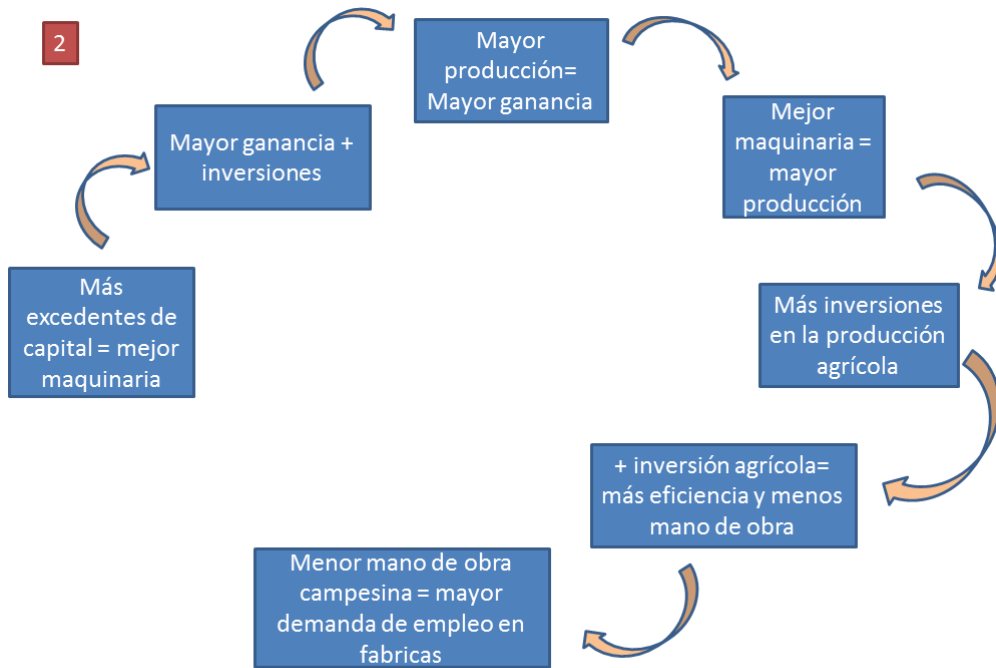 2
Más
excedentes de
capital = mejor
maquinaria
Mayor ganancia +
inversiones
Mayor
producción=
Mayor ganancia
Mejor
maquinaria =
mayor
producción
Más inversiones
en la producción
agrícola
+ inversión agrícola=
más eficiencia y menos
mano de obra
Menor mano de obra
campesina = mayor
demanda de empleo en
fabricas